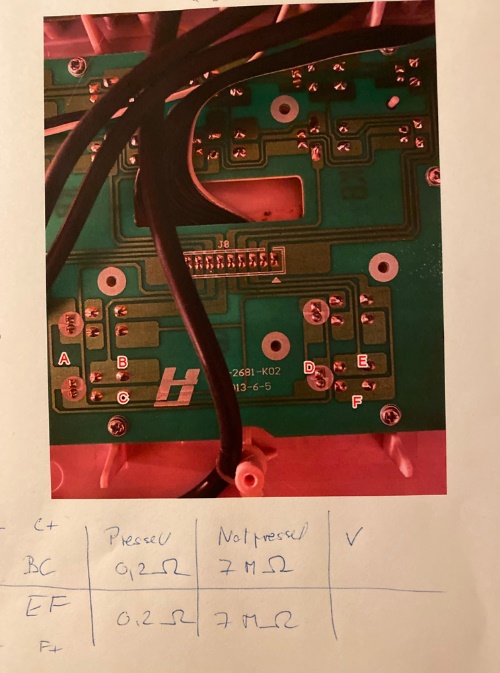 J8
A
B
C
D
E
F
-2681-K02
013-6-5
C+
Pressed
Not pressed
V
BC
0,2 Ω
7 MΩ
EF
0,2 Ω
7 MΩ
F+